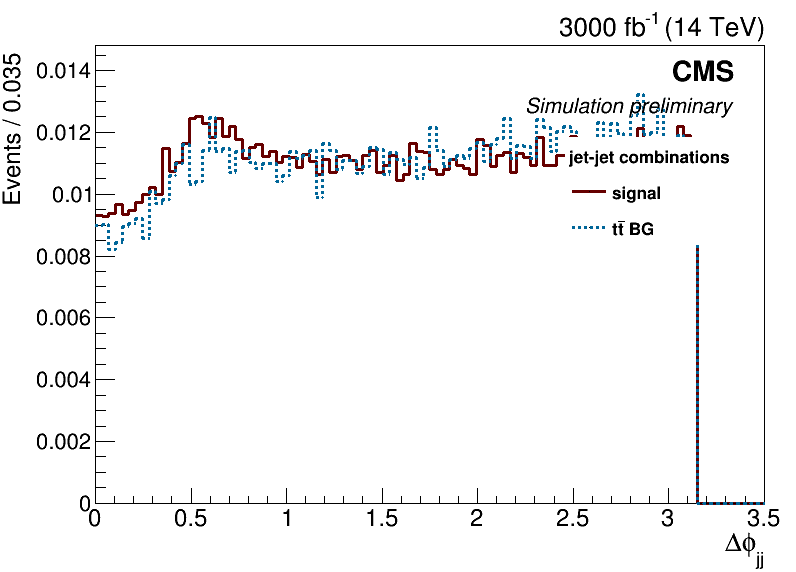 3000 fb⁻¹ (14 TeV)
CMS
Simulation preliminary
jet-jet combinations
signal
tt̄ BG
Events / 0.035
0.014
0.012
0.01
0.008
0.006
0.004
0.002
0
0 0.5 1 1.5 2 2.5 3 3.5
Δϕjj